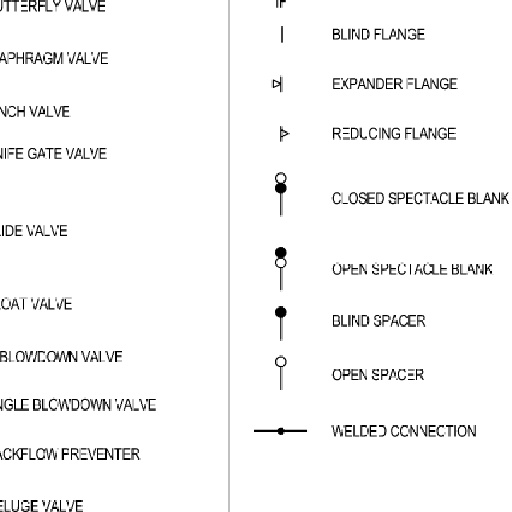 UTTERFLY VALVE
APHRAGM VALVE
NCH VALVE
NIFE GATE VALVE
IDE VALVE
OAT VALVE
BLOWDOWN VALVE
NGLE BLOWDOWN VALVE
ACKFLOW PREVENTER
ELUGE VALVE
BLIND FLANGE
EXPANDER FLANGE
REDUCING FLANGE
CLOSED SPECTACLE BLANK
OPEN SPECTACLE BLANK
BLIND SPACER
OPEN SPACER
WELDED CONNECTION